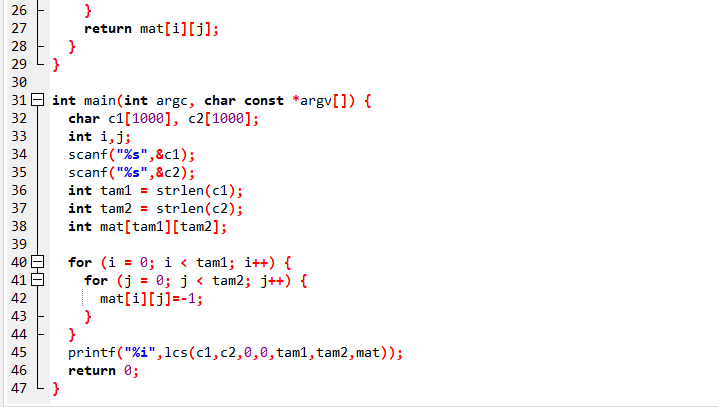 26 }
27 return mat[i][j];
28 }
29 }
30
31 int main(int argc, char const *argv[]) {
32 char c1[1000], c2[1000];
33 int i,j;
34 scanf("%s",&c1);
35 scanf("%s",&c2);
36 int tam1 = strlen(c1);
37 int tam2 = strlen(c2);
38 int mat[tam1][tam2];
39
40 for (i = 0; i < tam1; i++) {
41 for (j = 0; j < tam2; j++) {
42 mat[i][j]=-1;
43 }
44 }
45 printf("%i",lcs(c1,c2,0,0,tam1,tam2,mat));
46 return 0;
47 }